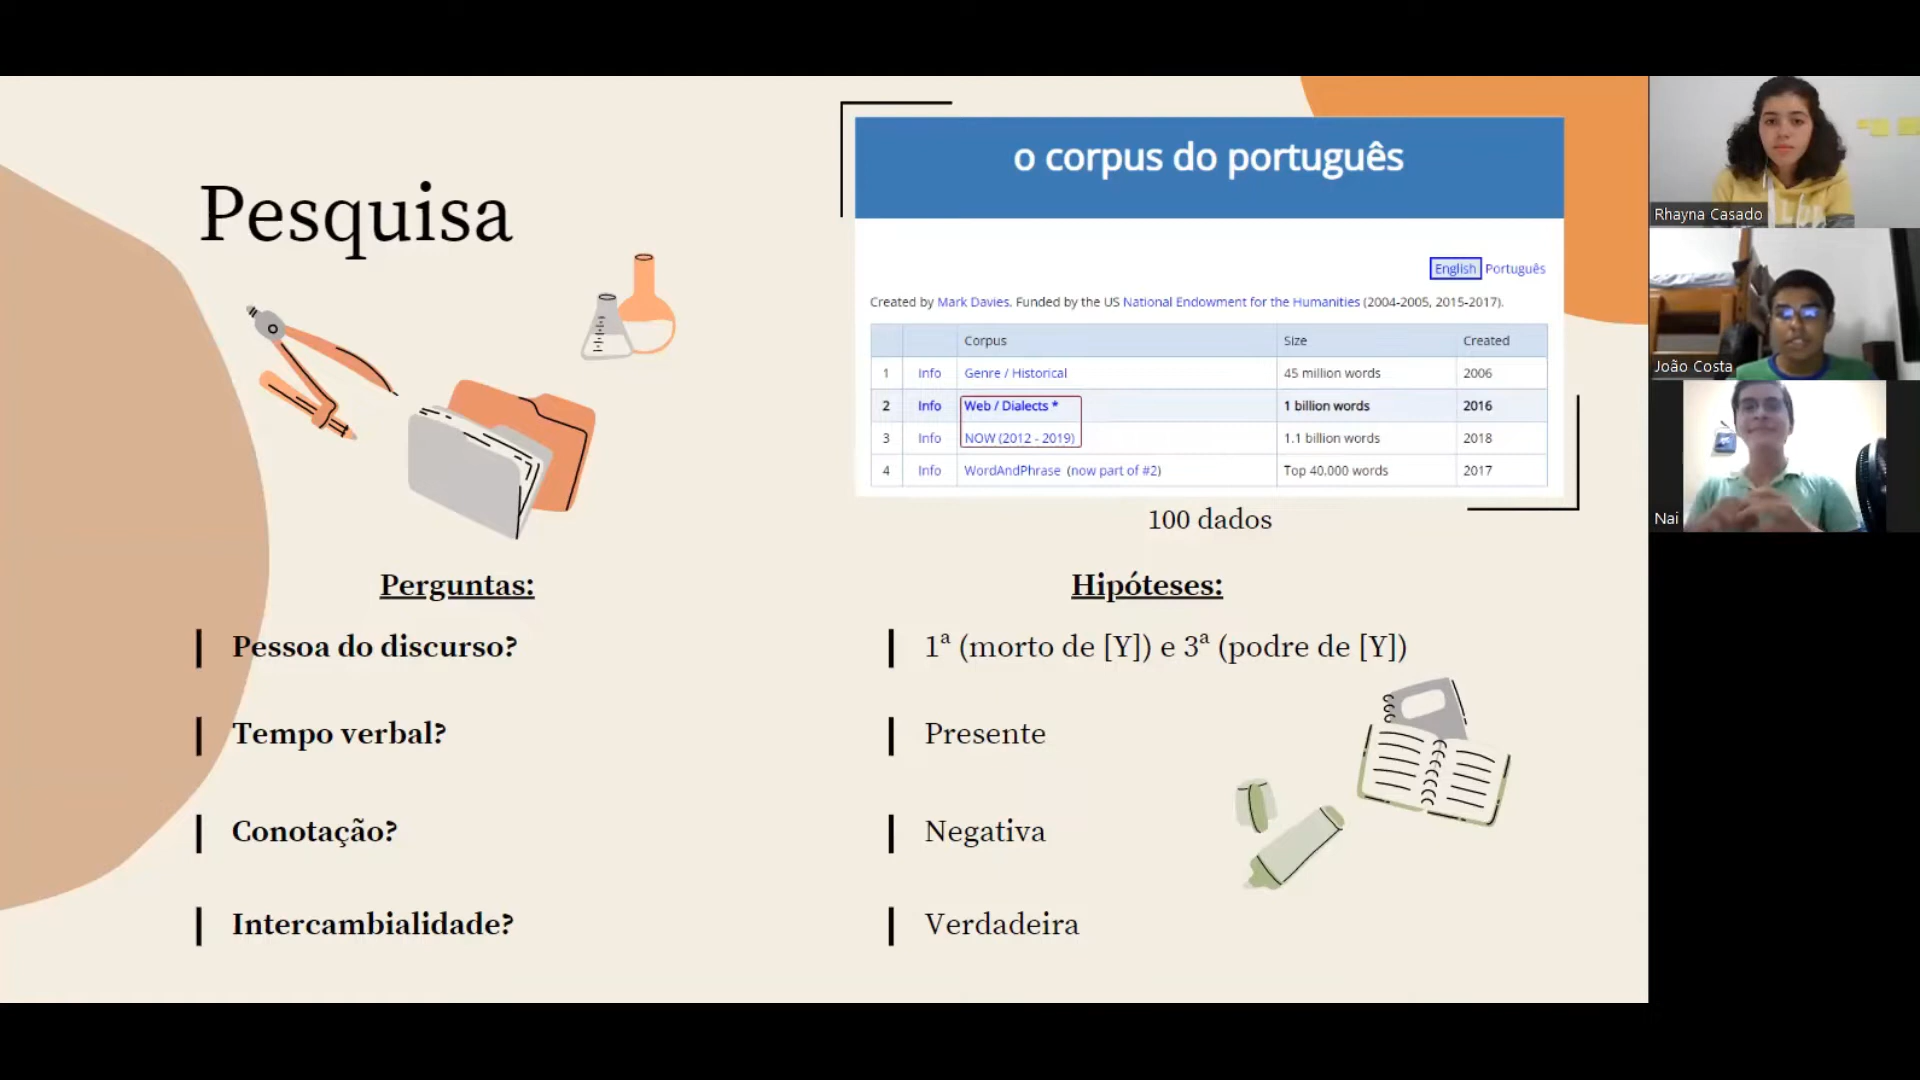 Pesquisa
o corpus do português
English Português
Created by Mark Davies. Funded by the US National Endowment for the Humanities (2004-2005, 2015-2017).
Corpus Size Created
1 Info Genre / Historical 45 million words 2006
2 Info Web / Dialects * 1 billion words 2016
3 Info NOW (2012 - 2019) 1.1 billion words 2018
4 Info WordAndPhrase (now part of #2) Top 40.000 words 2017
100 dados
Perguntas:
Hipóteses:
Pessoa do discurso?
1ª (morto de [Y]) e 3ª (podre de [Y])
Tempo verbal?
Presente
Conotação?
Negativa
Intercambialidade?
Verdadeira
Rhayna Casado
João Costa
Nai